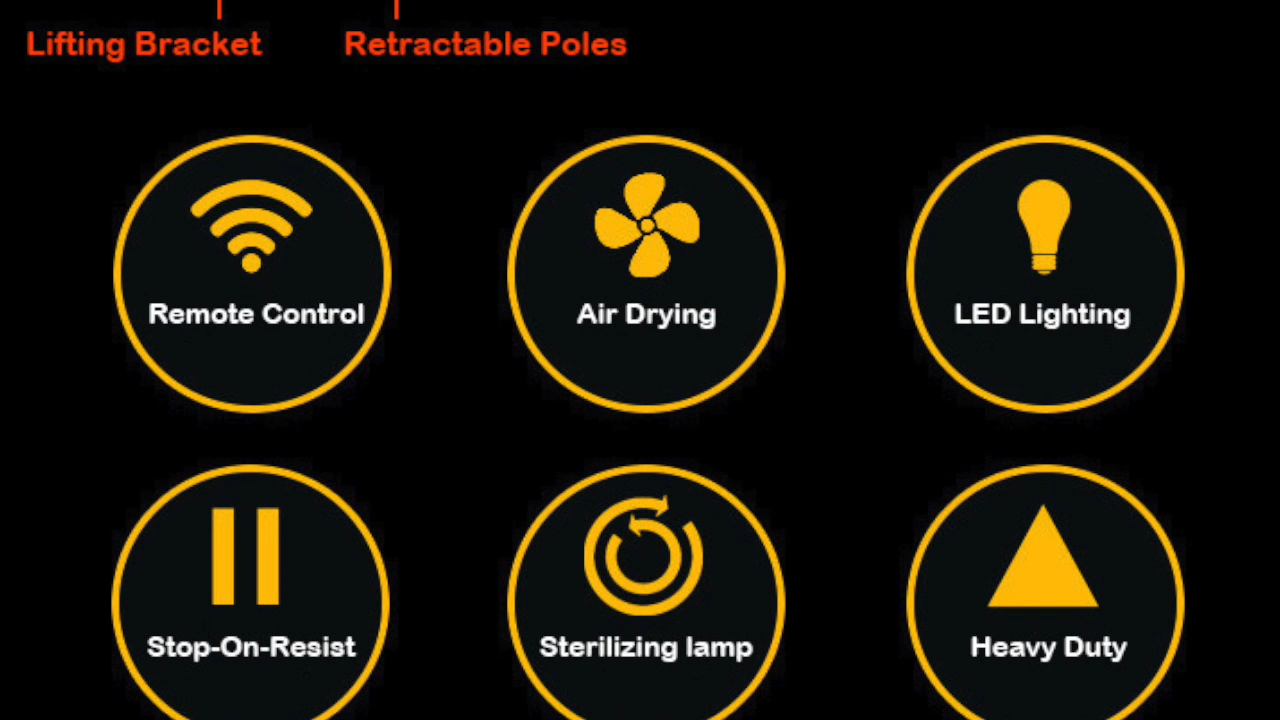 Lifting Bracket
Retractable Poles
Remote Control
Air Drying
LED Lighting
Stop-On-Resist
Sterilizing lamp
Heavy Duty